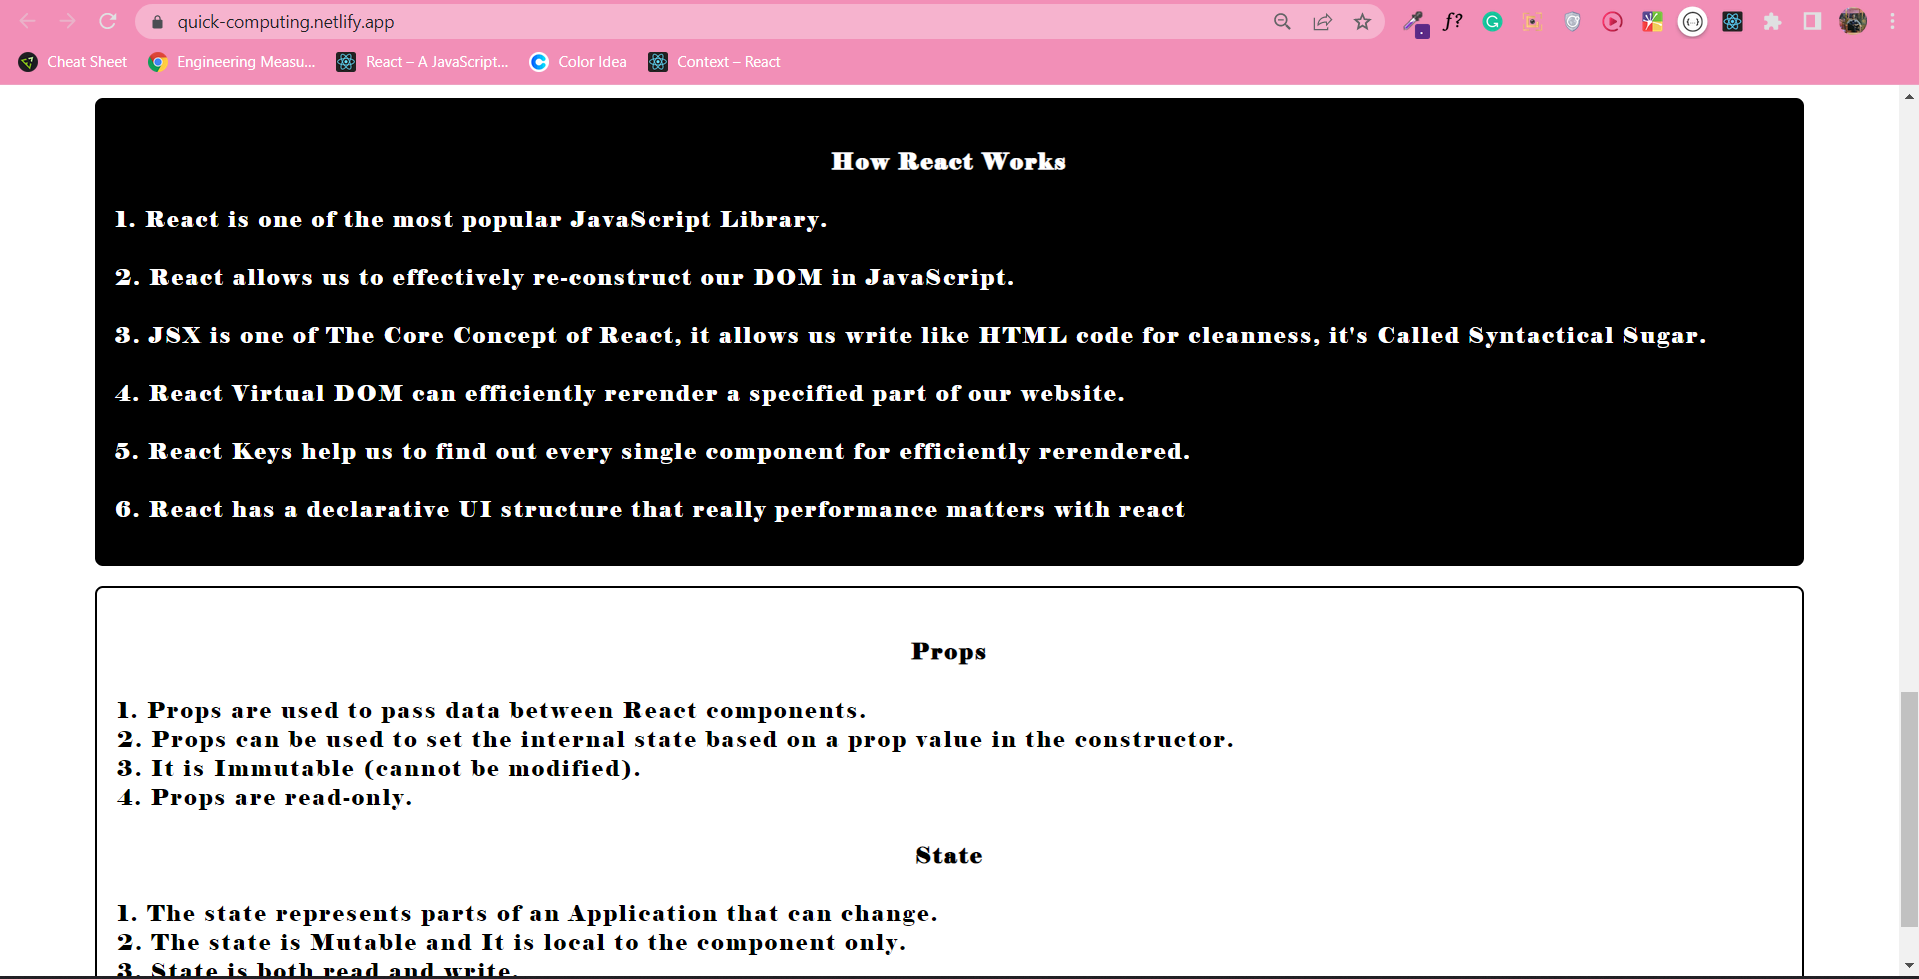 quick-computing.netlify.app
f?
Cheat Sheet
Engineering Measu...
React – A JavaScript...
Color Idea
Context – React
How React Works
1. React is one of the most popular JavaScript Library.
2. React allows us to effectively re-construct our DOM in JavaScript.
3. JSX is one of The Core Concept of React, it allows us write like HTML code for cleanness, it's Called Syntactical Sugar.
4. React Virtual DOM can efficiently rerender a specified part of our website.
5. React Keys help us to find out every single component for efficiently rerendered.
6. React has a declarative UI structure that really performance matters with react
Props
1. Props are used to pass data between React components.
2. Props can be used to set the internal state based on a prop value in the constructor.
3. It is Immutable (cannot be modified).
4. Props are read-only.
State
1. The state represents parts of an Application that can change.
2. The state is Mutable and It is local to the component only.
3. State is both read and write.